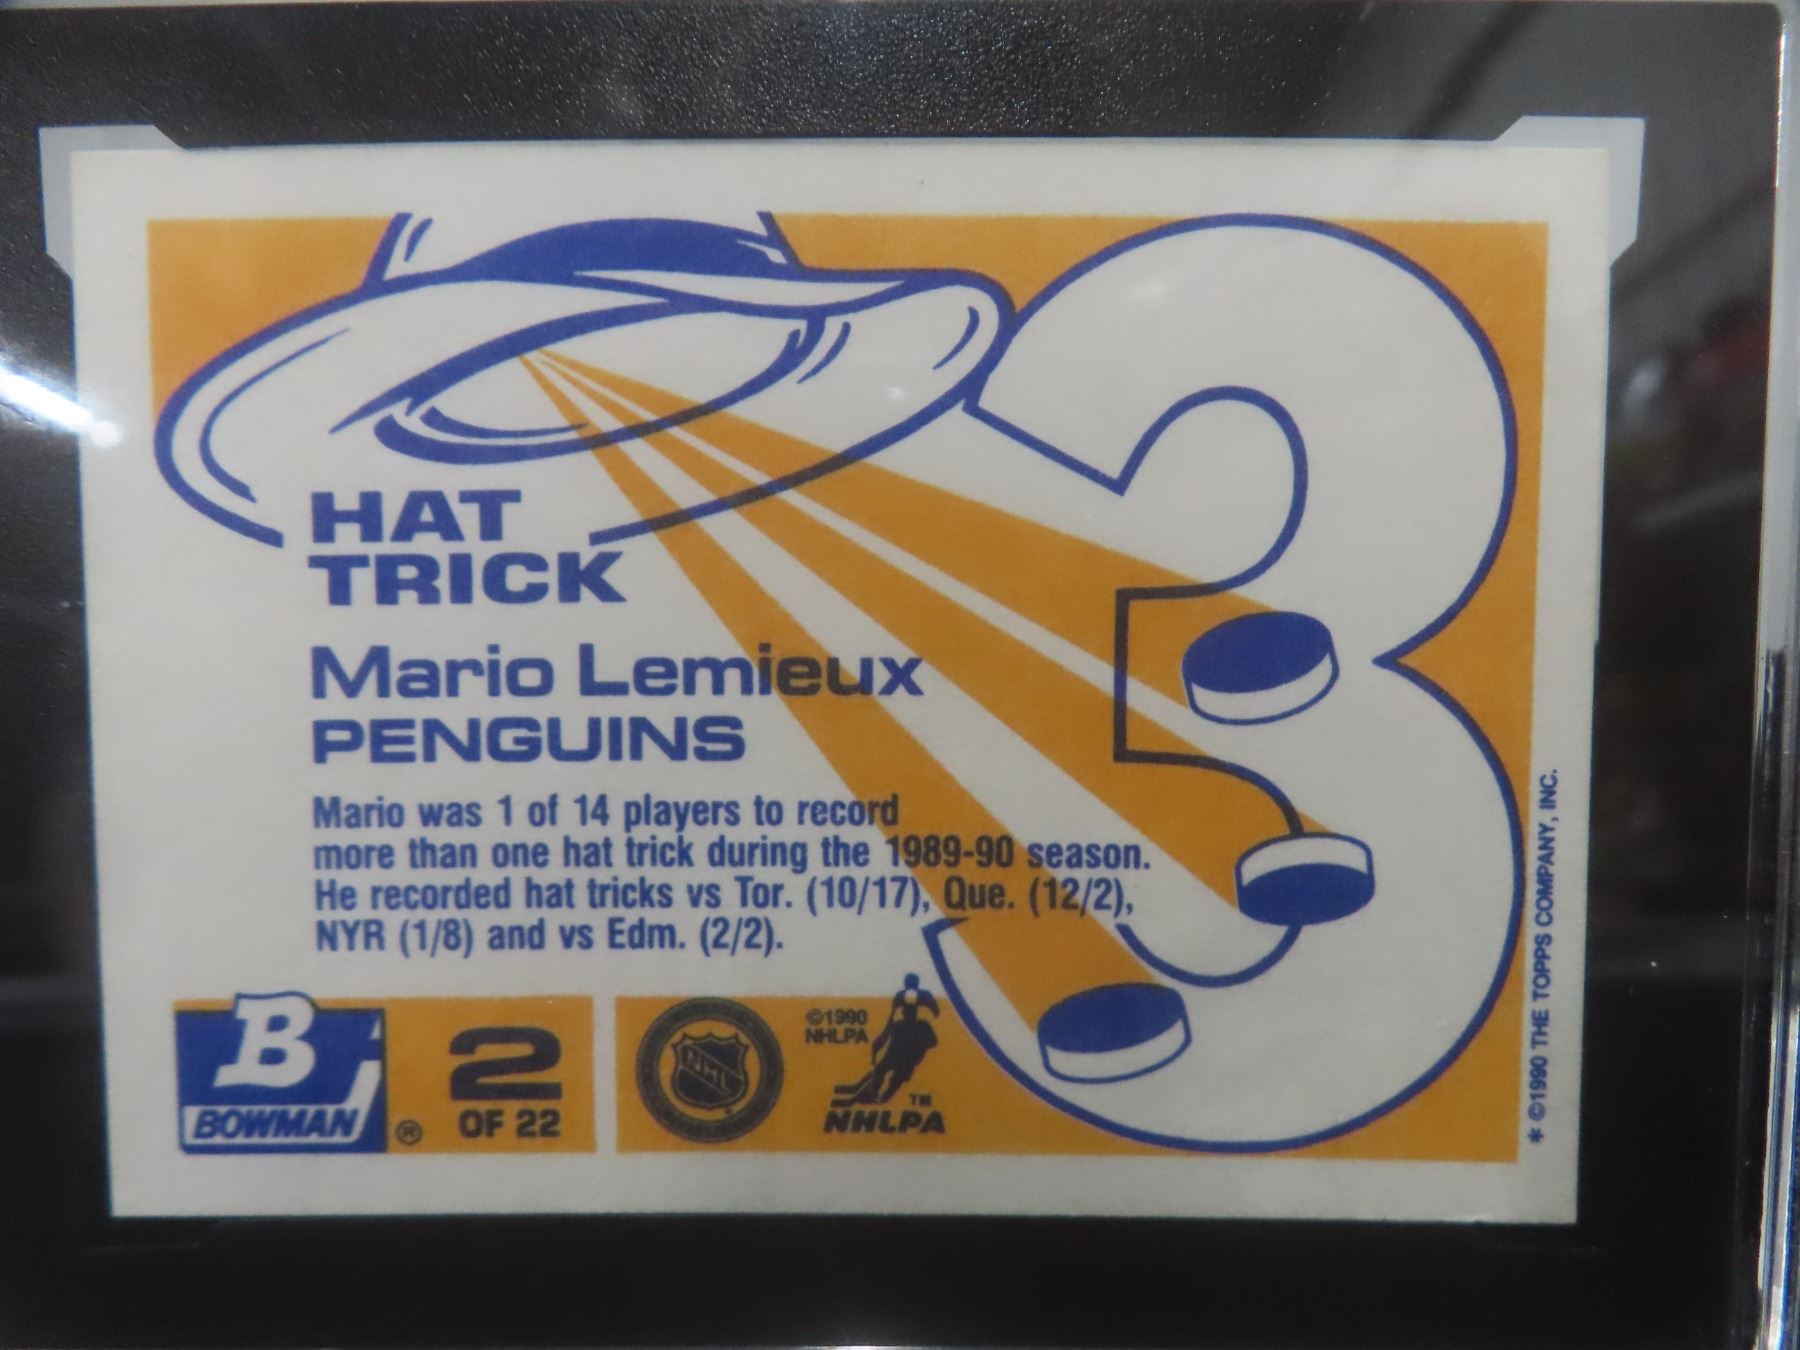 HAT
TRICK
Mario Lemieux
PENGUINS
Mario was 1 of 14 players to record
more than one hat trick during the 1989-90 season.
He recorded hat tricks vs Tor. (10/17), Que. (12/2),
NYR (1/8) and vs Edm. (2/2).
B
BOWMAN ®
2
OF 22
NHL
©1990
NHLPA
NHLPA TM
* ©1990 THE TOPPS COMPANY, INC.